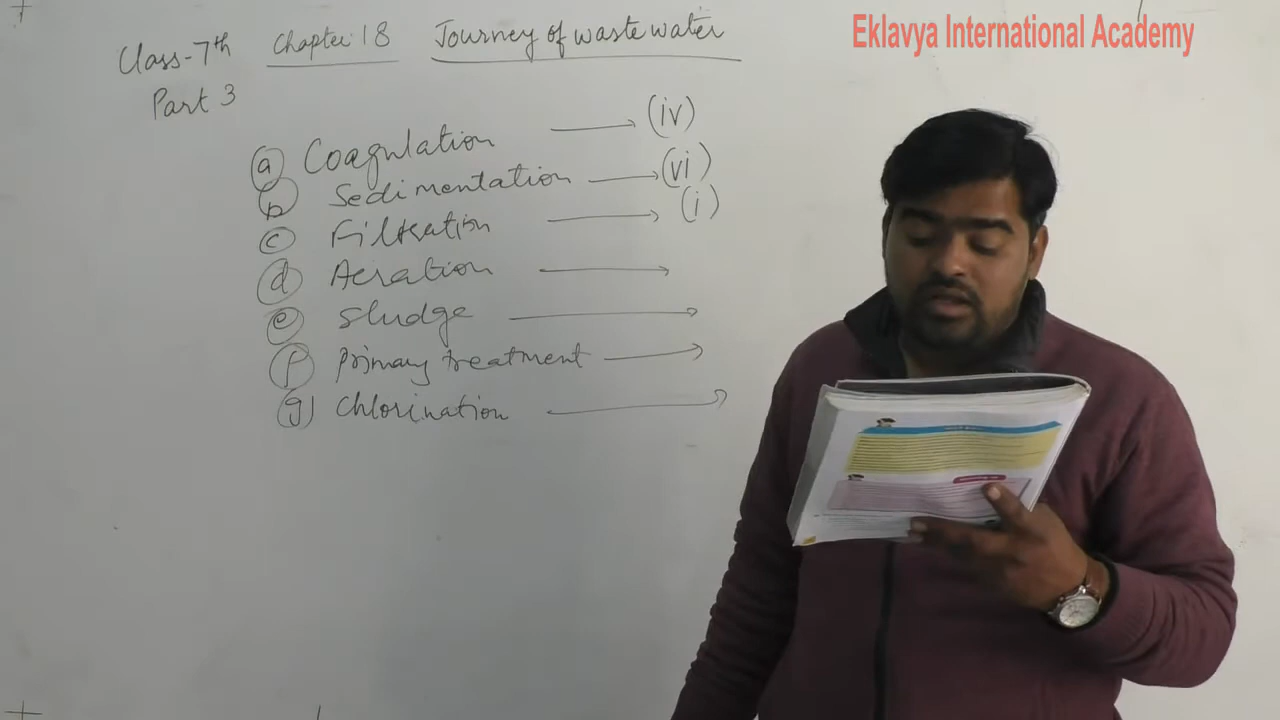 Eklavya International Academy
Class-7th Chapter 18 Journey of waste water
Part 3
(a) Coagulation → (iv)
(b) Sedimentation → (vi)
(c) Filtration → (i)
(d) Aeration →
(e) Sludge →
(f) Primary treatment →
(g) Chlorination →